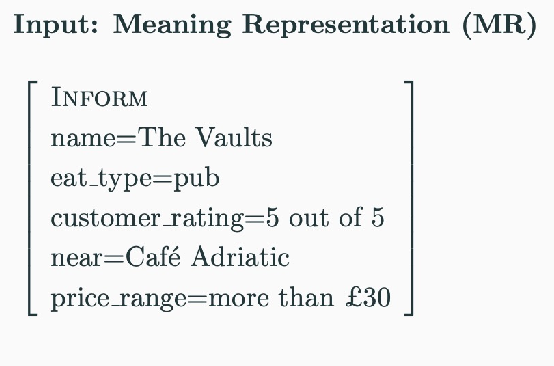 Input: Meaning Representation (MR)
INFORM
name=The Vaults
eat_type=pub
customer_rating=5 out of 5
near=Café Adriatic
price_range=more than £30